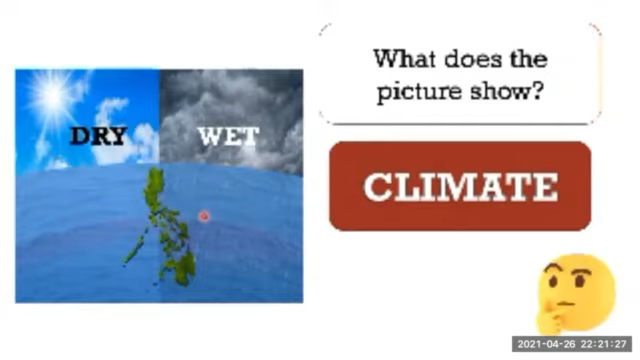 DRY
WET
What does the
picture show?
CLIMATE
2021-04-26 22:21:27